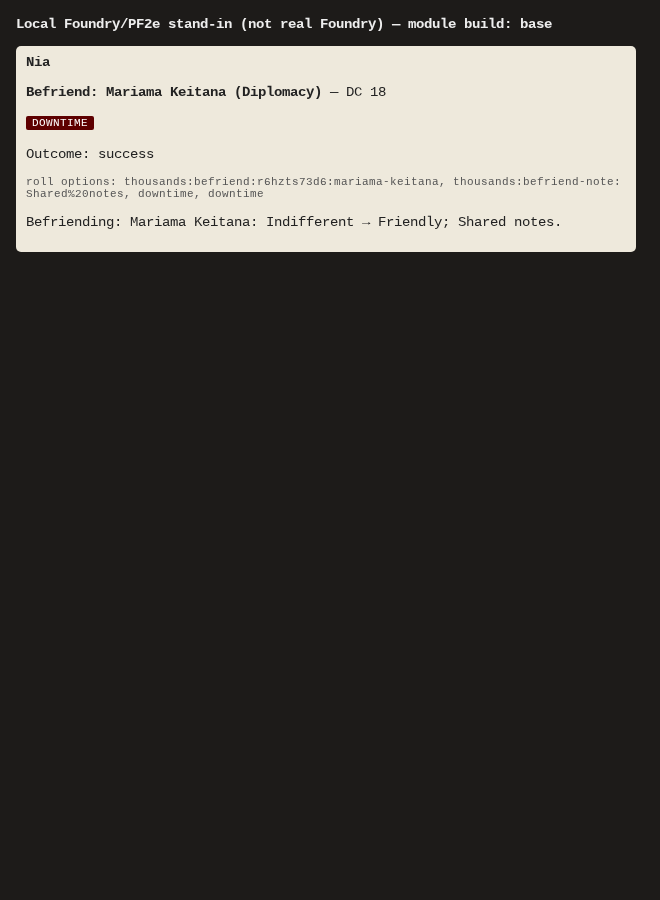 Local Foundry/PF2e stand-in (not real Foundry) — module build: base
Nia
Befriend: Mariama Keitana (Diplomacy) — DC 18
DOWNTIME
Outcome: success
roll options: thousands:befriend:r6hzts73d6:mariama-keitana, thousands:befriend-note:
Shared%20notes, downtime, downtime
Befriending: Mariama Keitana: Indifferent → Friendly; Shared notes.